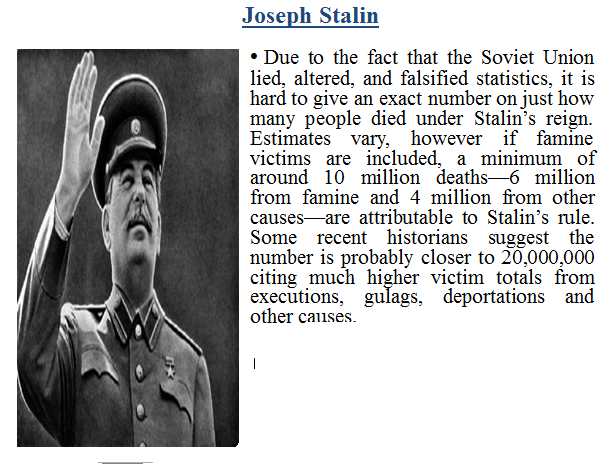 Joseph Stalin
• Due to the fact that the Soviet Union
lied, altered, and falsified statistics, it is
hard to give an exact number on just how
many people died under Stalin’s reign.
Estimates vary, however if famine
victims are included, a minimum of
around 10 million deaths—6 million
from famine and 4 million from other
causes—are attributable to Stalin’s rule.
Some recent historians suggest the
number is probably closer to 20,000,000
citing much higher victim totals from
executions, gulags, deportations and
other causes.